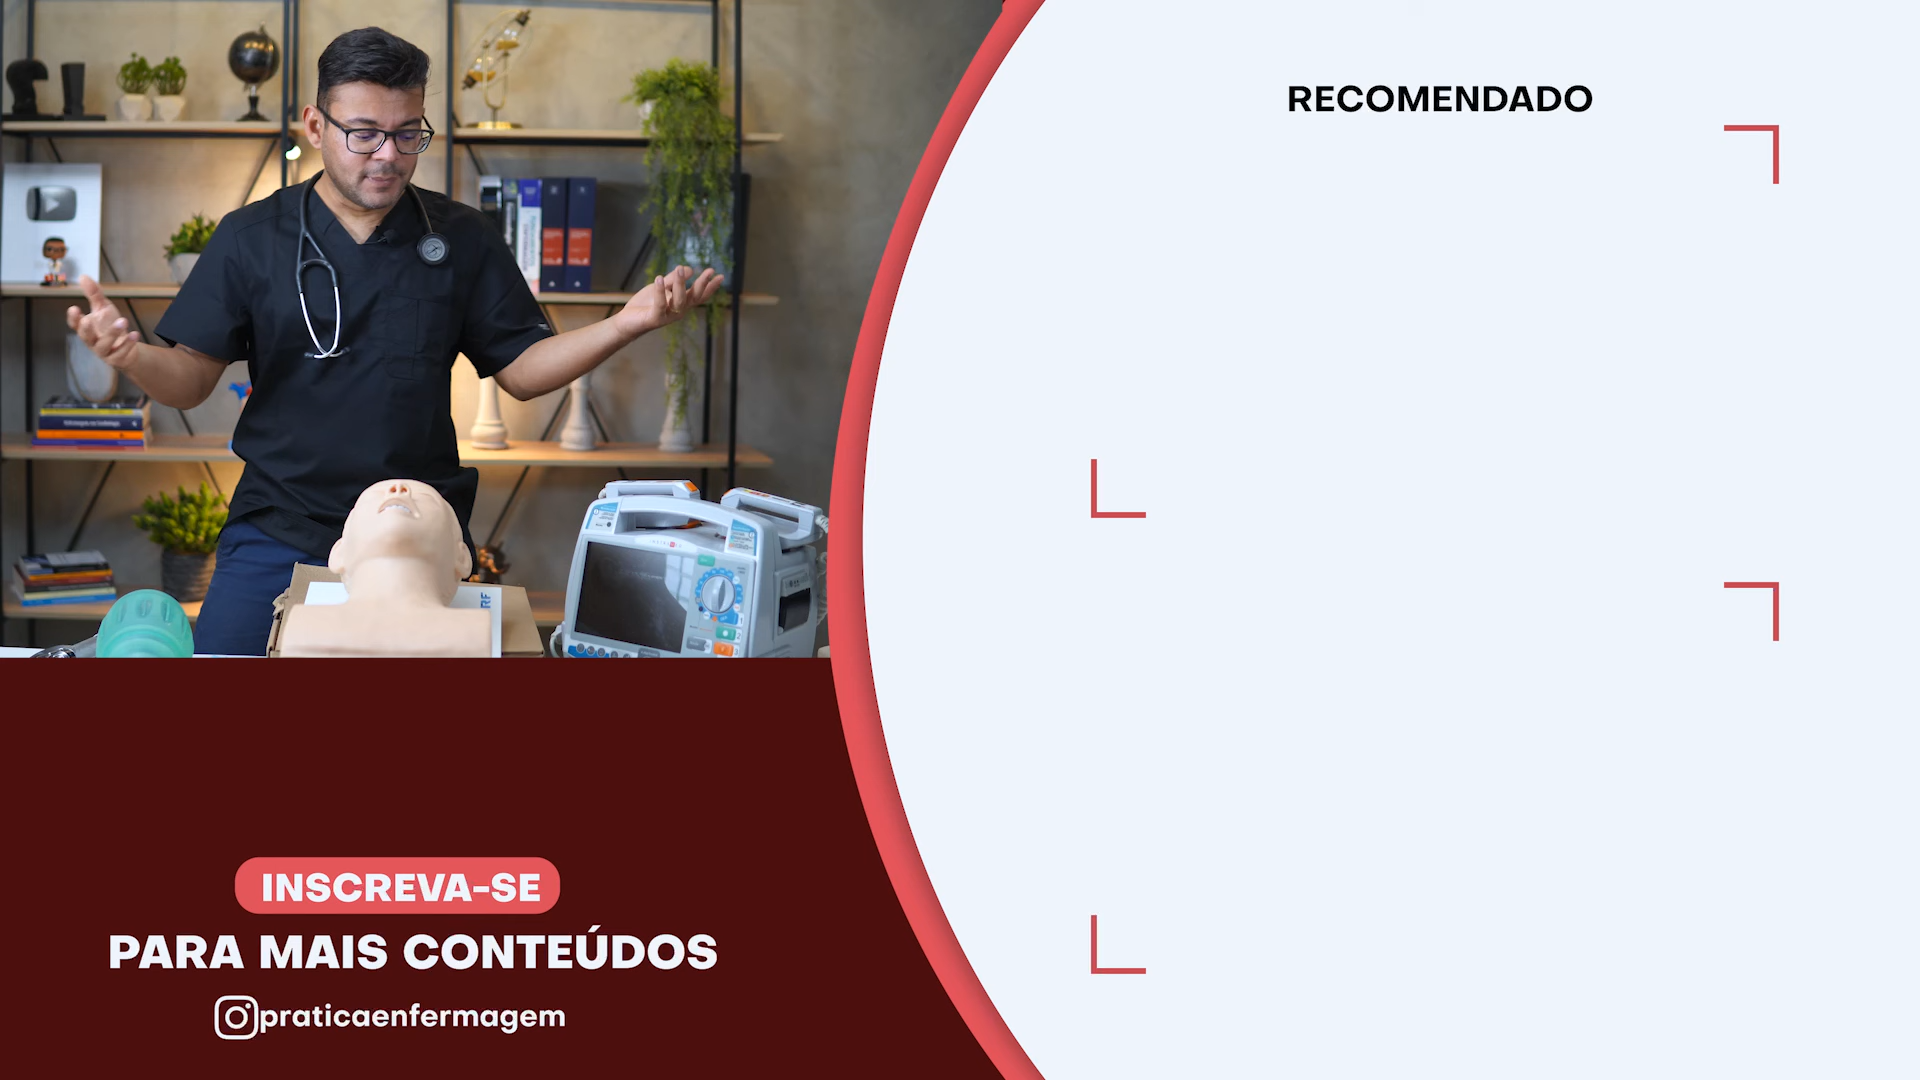 RECOMENDADO
INSCREVA-SE
PARA MAIS CONTEÚDOS
praticaenfermagem